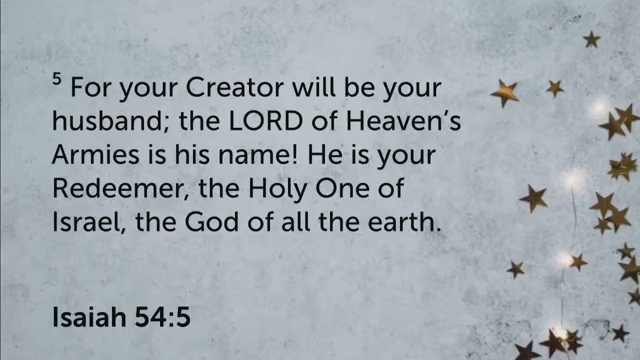 ⁵ For your Creator will be your
husband; the LORD of Heaven’s
Armies is his name! He is your
Redeemer, the Holy One of
Israel, the God of all the earth.
Isaiah 54:5